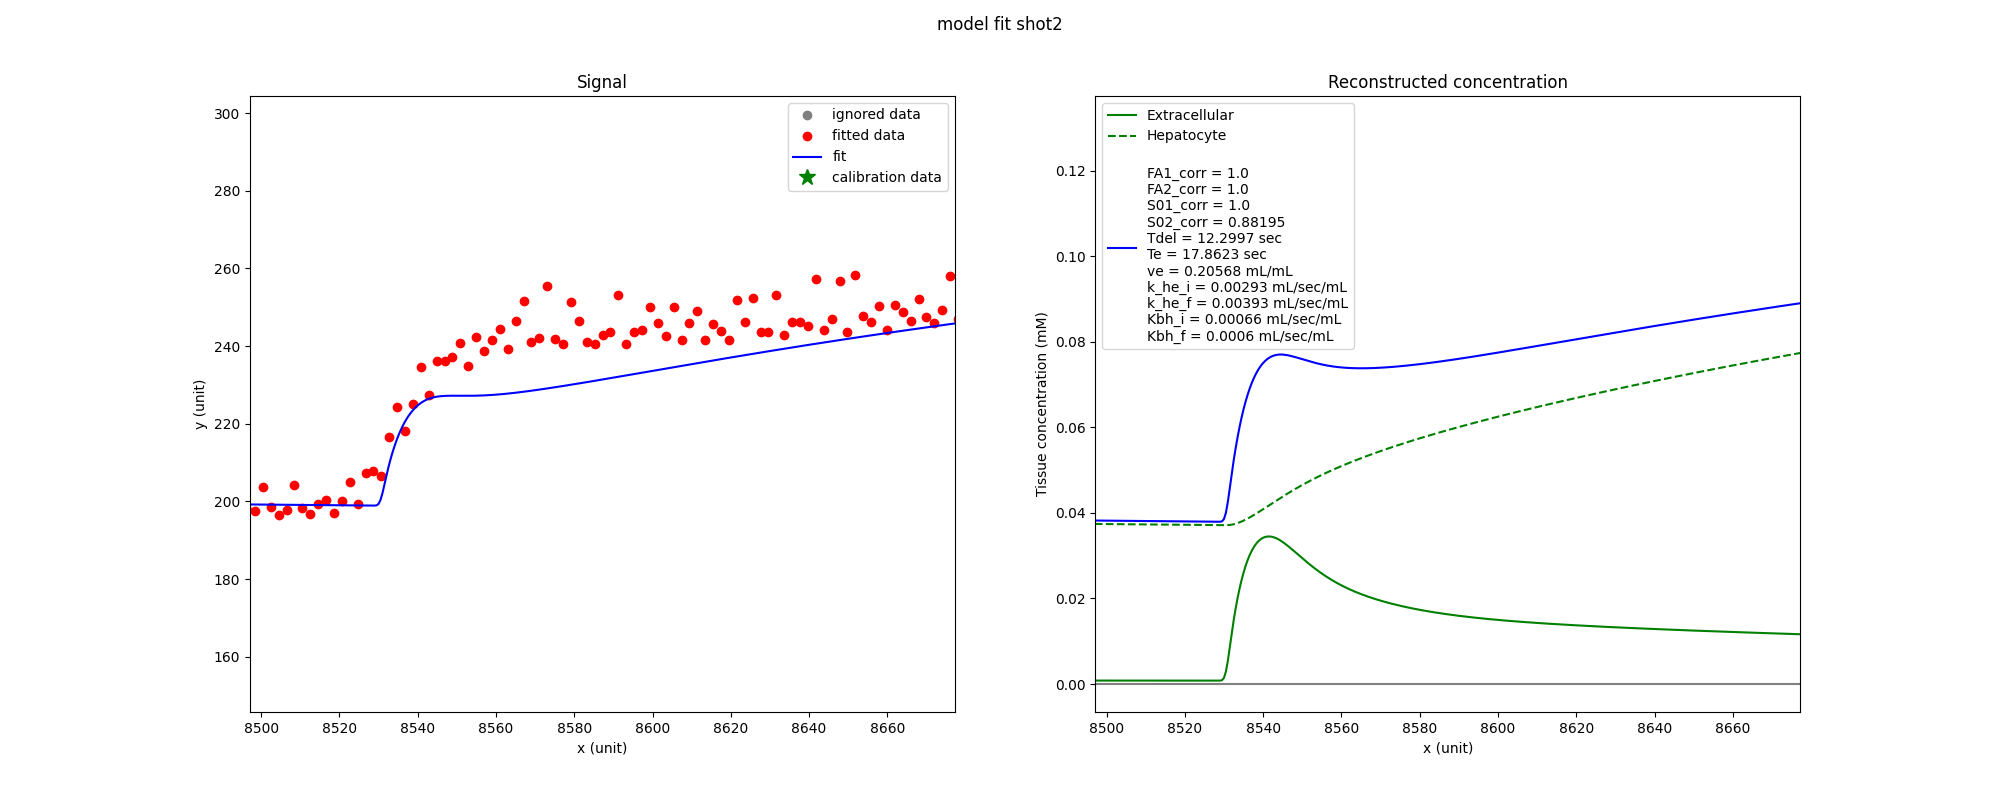 model fit shot2
Signal
300
280
260
240
220
200
180
160
y (unit)
8500 8520 8540 8560 8580 8600 8620 8640 8660
x (unit)
ignored data
fitted data
fit
calibration data
Reconstructed concentration
0.12
0.10
0.08
0.06
0.04
0.02
0.00
Tissue concentration (mM)
8500 8520 8540 8560 8580 8600 8620 8640 8660
x (unit)
Extracellular
Hepatocyte
FA1_corr = 1.0
FA2_corr = 1.0
S01_corr = 1.0
S02_corr = 0.88195
Tdel = 12.2997 sec
Te = 17.8623 sec
ve = 0.20568 mL/mL
k_he_i = 0.00293 mL/sec/mL
k_he_f = 0.00393 mL/sec/mL
Kbh_i = 0.00066 mL/sec/mL
Kbh_f = 0.0006 mL/sec/mL